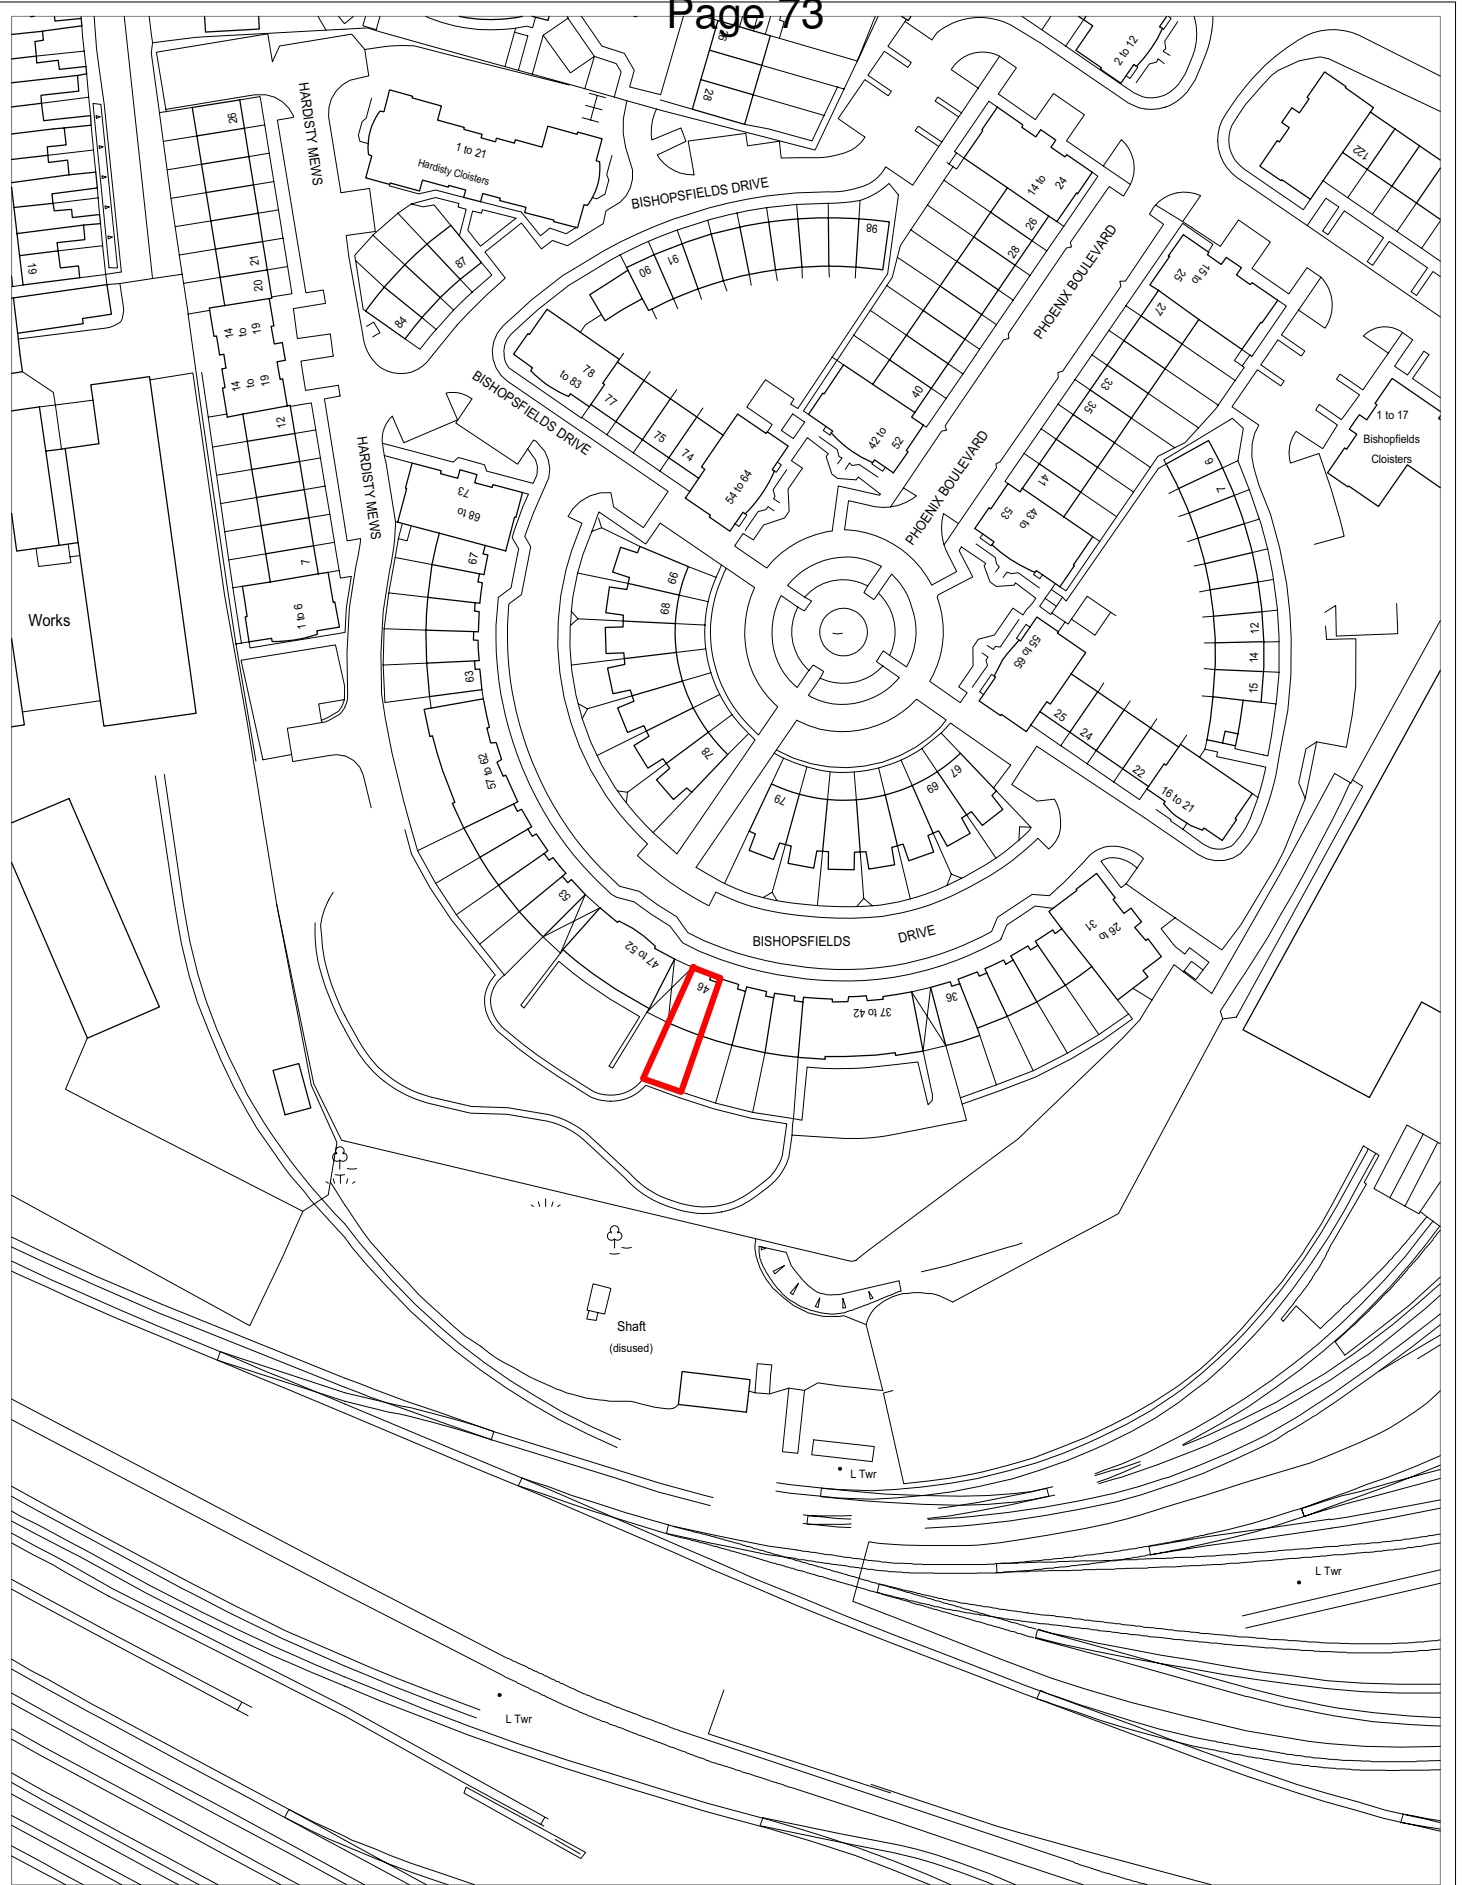 Page 73
2 to 12
28
26
HARDISTY MEWS
1 to 21
Hardisty Cloisters
122
BISHOPSFIELDS DRIVE
14 to
24
26
28
98
61
21
20
87
90
91
PHOENIX BOULEVARD
15 to
25
27
84
14
to
19
14
to
19
78
to 83
77
75
74
BISHOPSFIELDS DRIVE
40
42 to
52
33
35
1 to 17
Bishopfields
Cloisters
12
HARDISTY MEWS
73
68 to
54 to 64
PHOENIX BOULEVARD
41
43 to
53
6
7
67
7
66
68
1 to 6
Works
63
12
14
15
55 to 65
25
24
22
16 to 21
57 to 62
78
79
69
67
53
47 to 52
BISHOPSFIELDS
DRIVE
26 to
31
46
37 to 42
36
Shaft
(disused)
L Twr
L Twr
L Twr